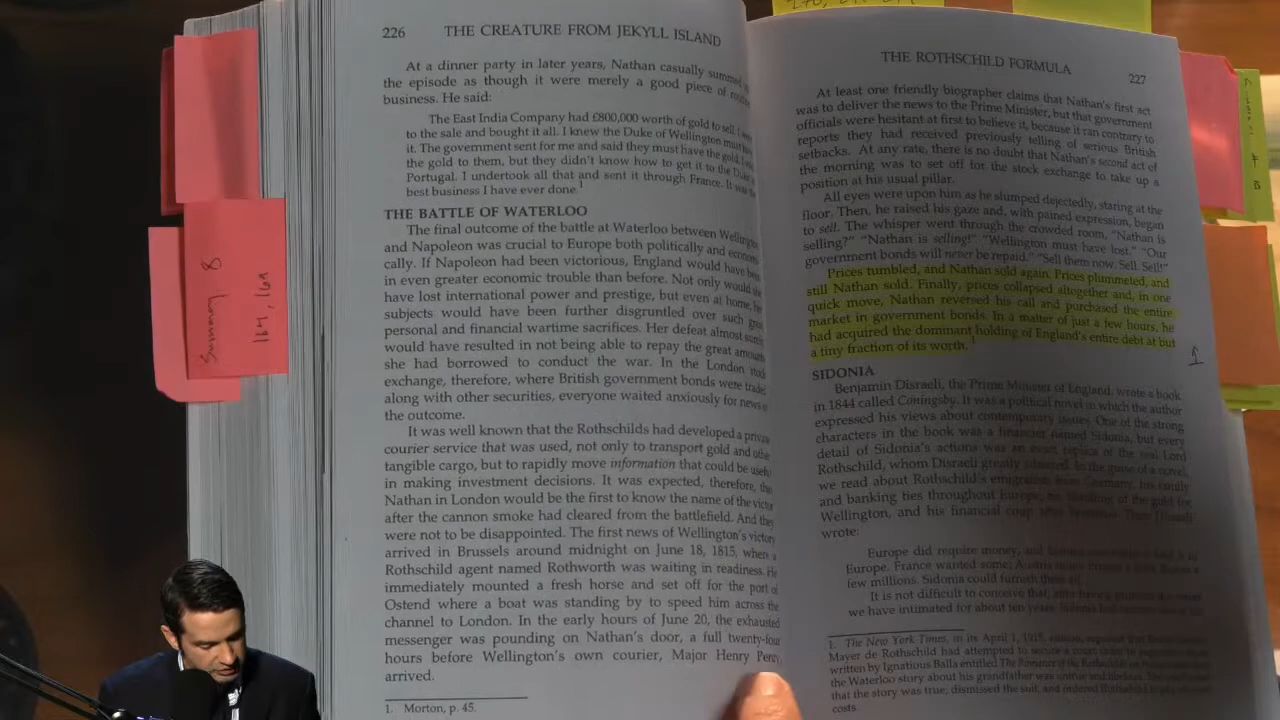 270,
226 THE CREATURE FROM JEKYLL ISLAND
At a dinner party in later years, Nathan casually summed
the episode as though it were merely a good piece of
business. He said:
The East India Company had £800,000 worth of gold to sell. I
to the sale and bought it all. I knew the Duke of Wellington must
it. The government sent for me and said they must have the gold. I
the gold to them, but they didn't know how to get it to the
Portugal. I undertook all that and sent it through France. It was the
best business I have ever done.1
THE BATTLE OF WATERLOO
The final outcome of the battle at Waterloo between
and Napoleon was crucial to Europe both politically and
cally. If Napoleon had been victorious, England would have
in even greater economic trouble than before. Not only would
have lost international power and prestige, but even at home,
subjects would have been further disgruntled over such
personal and financial wartime sacrifices. Her defeat almost
would have resulted in not being able to repay the great
she had borrowed to conduct the war. In the London
exchange, therefore, where British government bonds were
along with other securities, everyone waited anxiously for news
the outcome.
It was well known that the Rothschilds had developed a
courier service that was used, not only to transport gold and
tangible cargo, but to rapidly move information that could be
in making investment decisions. It was expected, therefore,
Nathan in London would be the first to know the name of the
after the cannon smoke had cleared from the battlefield. And
were not to be disappointed. The first news of Wellington's victory
arrived in Brussels around midnight on June 18, 1815, where a
Rothschild agent named Rothworth was waiting in readiness. He
immediately mounted a fresh horse and set off for the port of
Ostend where a boat was standing by to speed him across the
channel to London. In the early hours of June 20, the exhausted
messenger was pounding on Nathan's door, a full twenty-four
hours before Wellington's own courier, Major Henry Percy,
arrived.
1. Morton, p. 45.
Summary 8
164, 169
THE ROTHSCHILD FORMULA 227
At least one friendly biographer claims that Nathan's first act
was to deliver the news to the Prime Minister, but that government
officials were hesitant at first to believe it, because it ran contrary to
reports they had received previously telling of serious British
setbacks. At any rate, there is no doubt that Nathan's second act of
the morning was to set off for the stock exchange to take up a
position at his usual pillar.
All eyes were upon him as he slumped dejectedly, staring at the
floor. Then, he raised his gaze and, with pained expression, began
to sell. The whisper went through the crowded room, "Nathan is
selling?" "Nathan is selling!" "Wellington must have lost." "Our
government bonds will never be repaid." "Sell them now. Sell. Sell!"
Prices tumbled, and Nathan sold again. Prices plummeted, and
still Nathan sold. Finally, prices collapsed altogether and, in one
quick move, Nathan reversed his call and purchased the entire
market in government bonds. In a matter of just a few hours, he
had acquired the dominant holding of England's entire debt at but
a tiny fraction of its worth.1
SIDONIA
Benjamin Disraeli, the Prime Minister of England, wrote a book
in 1844 called Coningsby. It was a political novel in which the author
expressed his views about contemporary issues. One of the strong
characters in the book was a financier named Sidonia, but every
detail of Sidonia's actions was an exact replica of the real Lord
Rothschild, whom Disraeli greatly admired. In the guise of a novel,
we read about Rothschild's emigration from Germany, his family
and banking ties throughout Europe, his handling of the gold for
Wellington, and his financial coup after Waterloo. Then Disraeli
wrote:
Europe did require money, and
Europe. France wanted some; Austria
few millions. Sidonia could furnish them all.
It is not difficult to conceive that, after having
we have intimated for about ten years, Sidonia had
1. The New York Times, in its April 1, 1915, edition, reported that
Mayer de Rothschild had attempted to secure a court order to
written by Ignatious Balla entitled The Romance of the Rothschilds
the Waterloo story about his grandfather was untrue and libelous.
that the story was true; dismissed the suit, and ordered Rothschild to pay
costs.